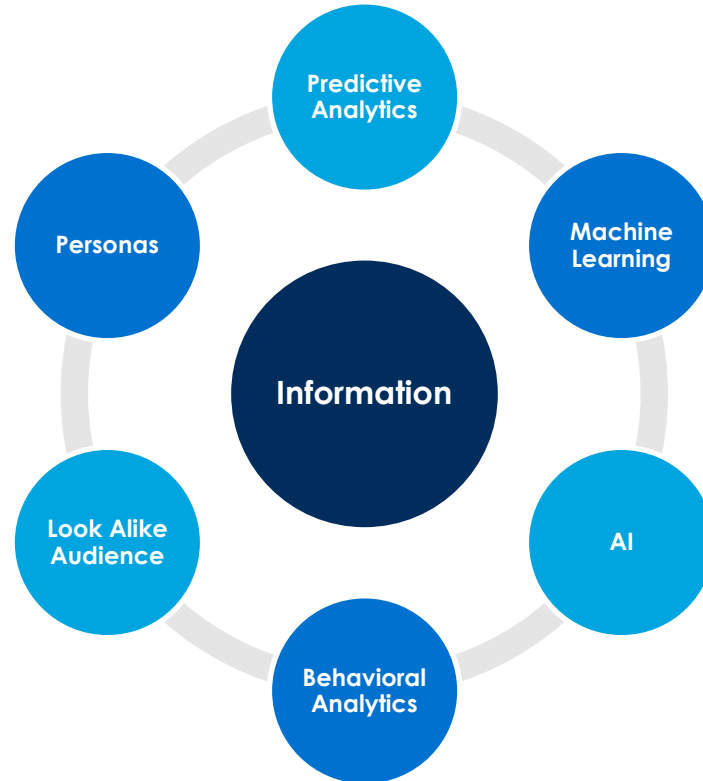 Predictive
Analytics
Machine
Learning
AI
Behavioral
Analytics
Look Alike
Audience
Personas
Information